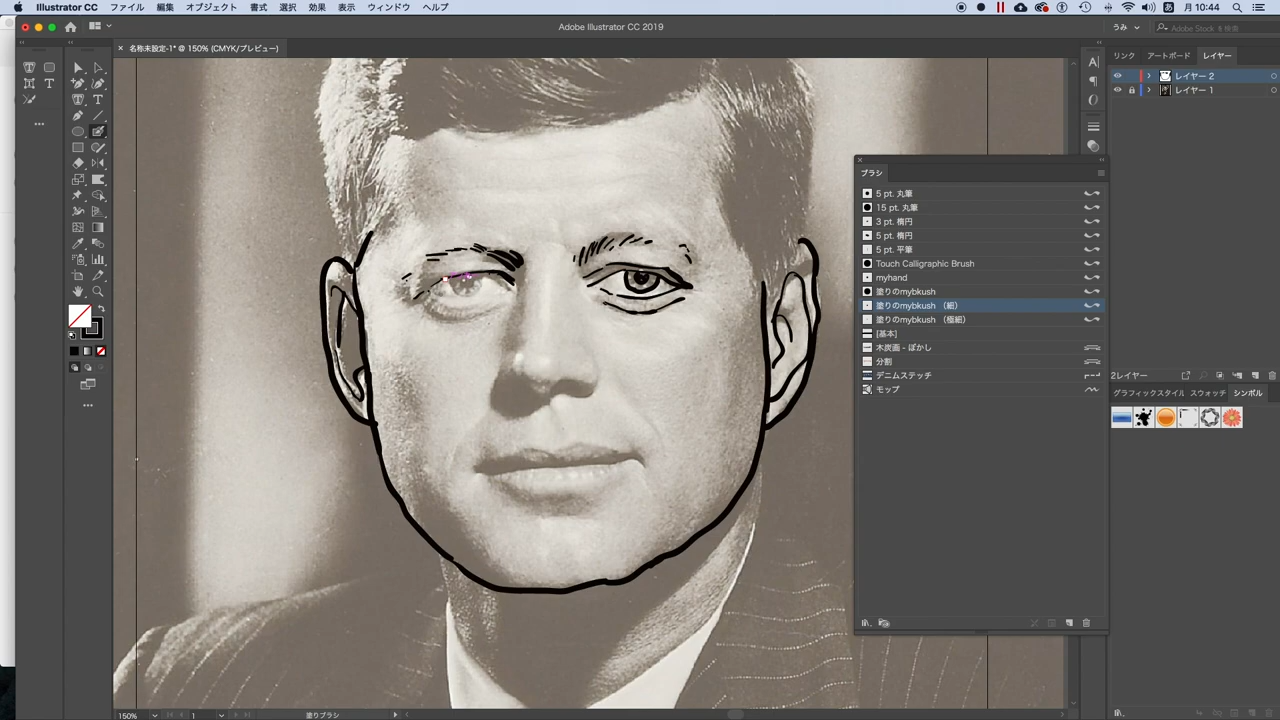 Illustrator CC ファイル 編集 オブジェクト 書式 選択 効果 表示 ウィンドウ ヘルプ
月 10:44
Adobe Illustrator CC 2019
うみ
Adobe Stock を検索
× 名称未設定-1* @ 150% (CMYK/プレビュー)
リンク アートボード レイヤー
レイヤー 2
レイヤー 1
ブラシ
5 pt. 丸筆
15 pt. 丸筆
3 pt. 楕円
5 pt. 楕円
5 pt. 平筆
Touch Calligraphic Brush
myhand
塗りのmybkush
塗りのmybkush （細）
塗りのmybkush （極細）
[基本]
木炭画 - ぼかし
分割
デニムステッチ
モップ
2レイヤー
グラフィックスタイル スウォッチ シンボル
150% 1 塗りブラシ